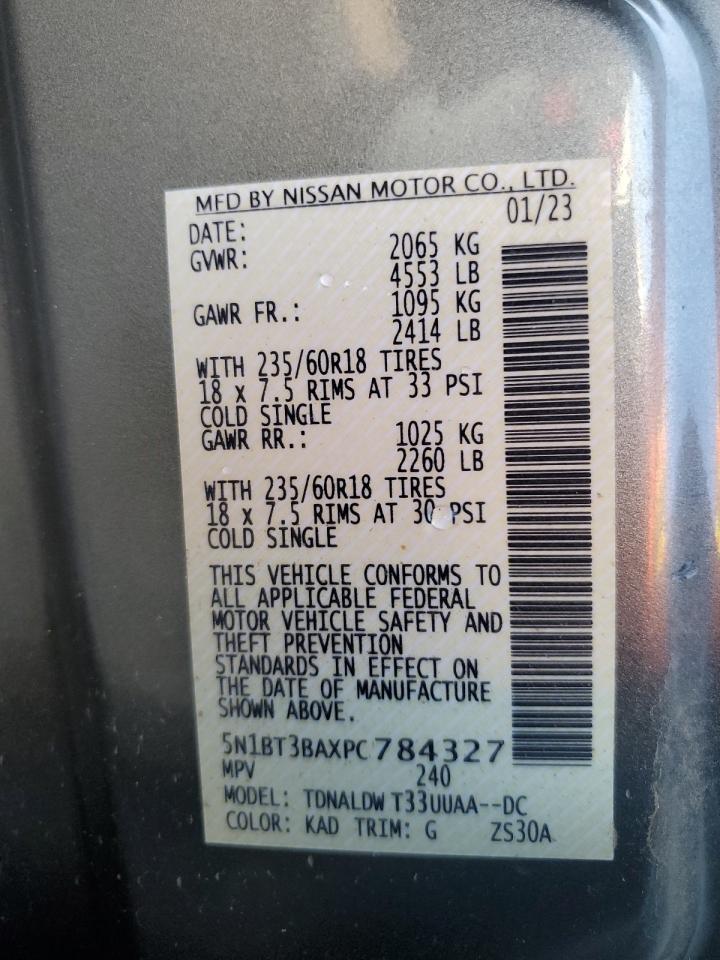 MFD BY NISSAN MOTOR CO., LTD.
DATE: 01/23
GVWR: 2065 KG
4553 LB
GAWR FR.: 1095 KG
2414 LB
WITH 235/60R18 TIRES
18 x 7.5 RIMS AT 33 PSI
COLD SINGLE
GAWR RR.: 1025 KG
2260 LB
WITH 235/60R18 TIRES
18 x 7.5 RIMS AT 30 PSI
COLD SINGLE
THIS VEHICLE CONFORMS TO
ALL APPLICABLE FEDERAL
MOTOR VEHICLE SAFETY AND
THEFT PREVENTION
STANDARDS IN EFFECT ON
THE DATE OF MANUFACTURE
SHOWN ABOVE.
5N1BT3BAXPC784327
MPV 240
MODEL: TDNALDW T33UUAA--DC
COLOR: KAD TRIM: G ZS30A